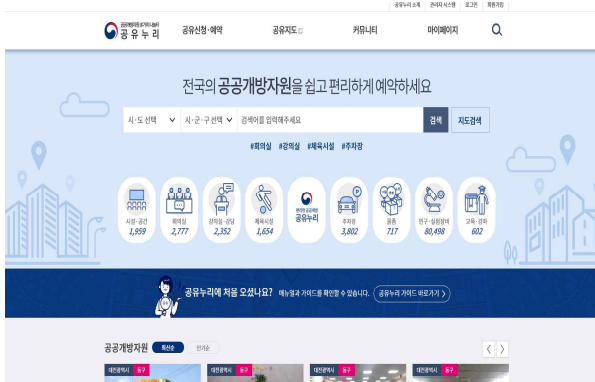 공유누리 소개 관리자 시스템 로그인 회원가입
공유누리
공유신청·예약 공유지도 커뮤니티 마이페이지
전국의 공공개방자원을 쉽고 편리하게 예약하세요
시·도 선택 시·군·구 선택 검색어를 입력해주세요 검색 지도검색
#회의실 #강의실 #체육시설 #주차장
시설·공간 회의실 강의실·강당 체육시설 공유누리 주차장 물품 연구·실험장비 교육·강좌
1,959 2,777 2,352 1,654 3,802 717 80,498 602
공유누리에 처음 오셨나요? 매뉴얼과 가이드를 확인할 수 있습니다. 공유누리 가이드 바로가기
공공개방자원 최신순 인기순
대전광역시 동구 대전광역시 동구 대전광역시 동구 대전광역시 동구